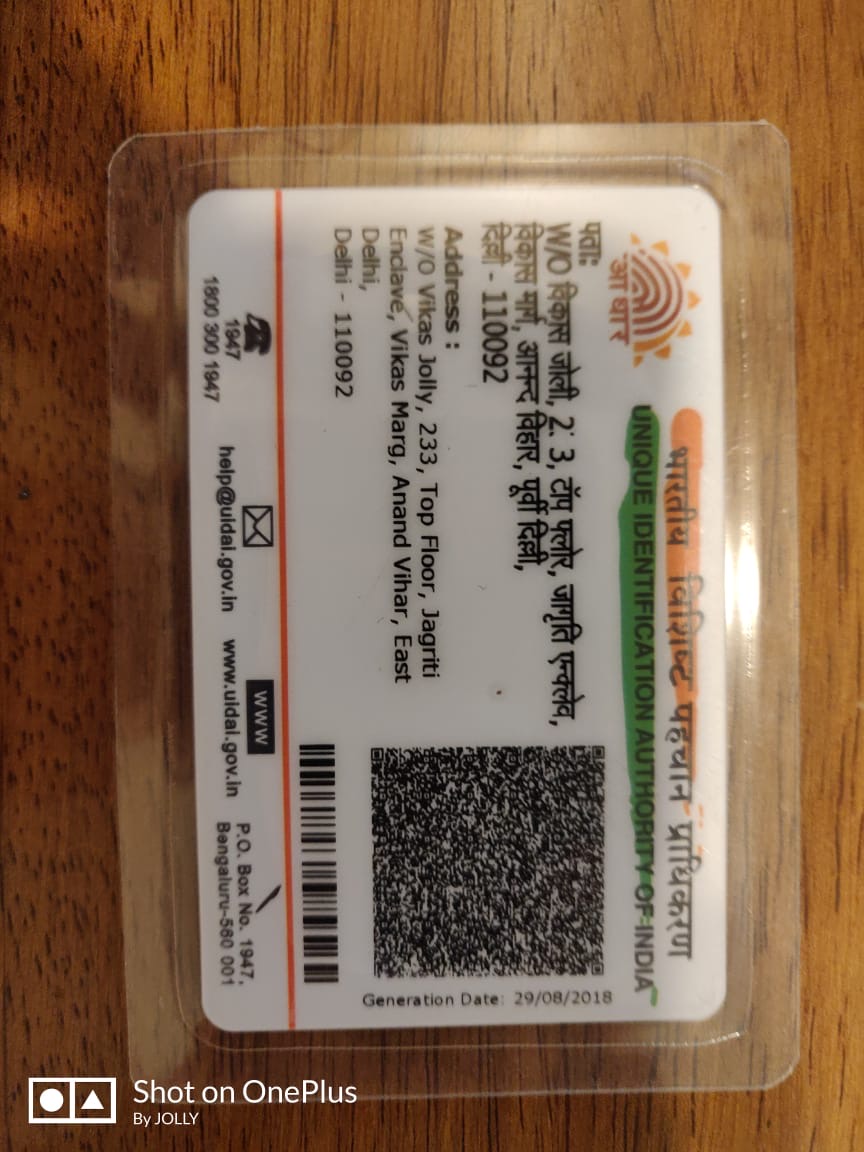 भारतीय विशिष्ट पहचान प्राधिकरण
UNIQUE IDENTIFICATION AUTHORITY OF INDIA
आधार
पताः
W/O विकास जोली, 2 3, टॉप फ्लोर, जागृति एन्क्लेव,
विकास मार्ग, आनन्द विहार, पूर्वी दिल्ली,
दिल्ली - 110092
Address :
W/O Vikas Jolly, 233, Top Floor, Jagriti
Enclave, Vikas Marg, Anand Vihar, East
Delhi,
Delhi - 110092
Generation Date: 29/08/2018
1947
1800 300 1947
help@uidai.gov.in
www
www.uidai.gov.in
P.O. Box No. 1947,
Bengaluru-560 001
Shot on OnePlus
By JOLLY